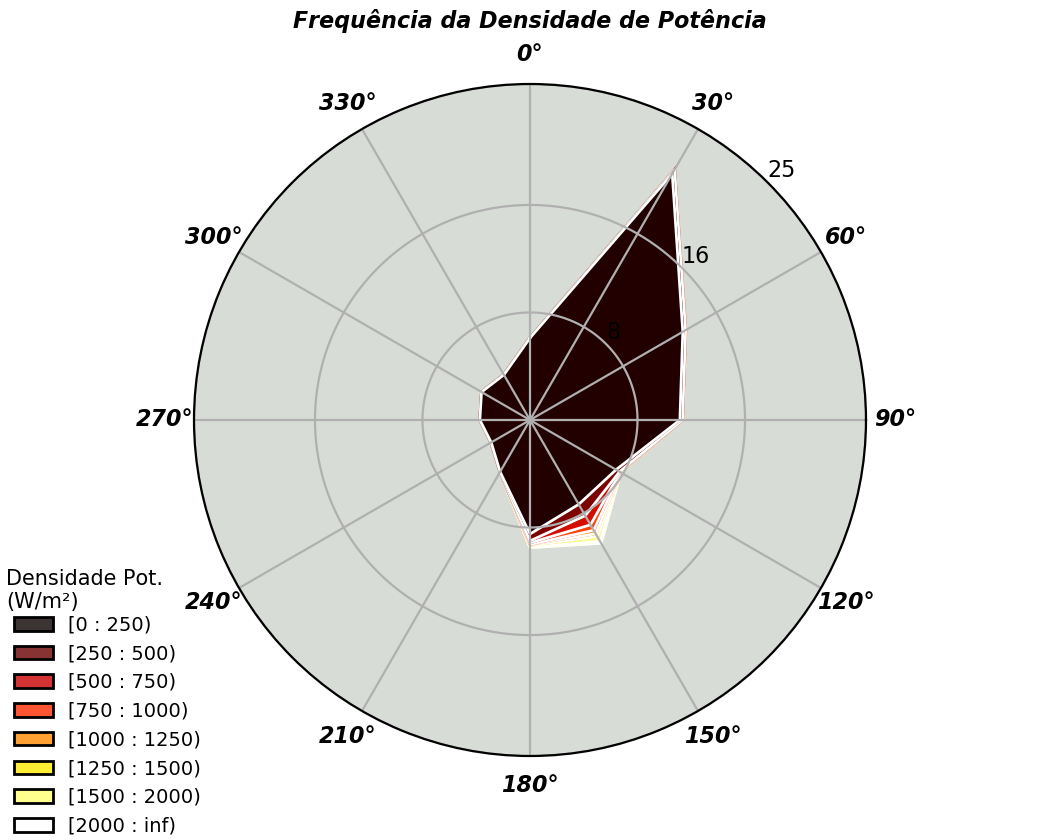 Frequência da Densidade de Potência
0°
330°
30°
25
300°
60°
16
8
270°
90°
240°
120°
210°
150°
180°
Densidade Pot.
(W/m²)
[0 : 250)
[250 : 500)
[500 : 750)
[750 : 1000)
[1000 : 1250)
[1250 : 1500)
[1500 : 2000)
[2000 : inf)